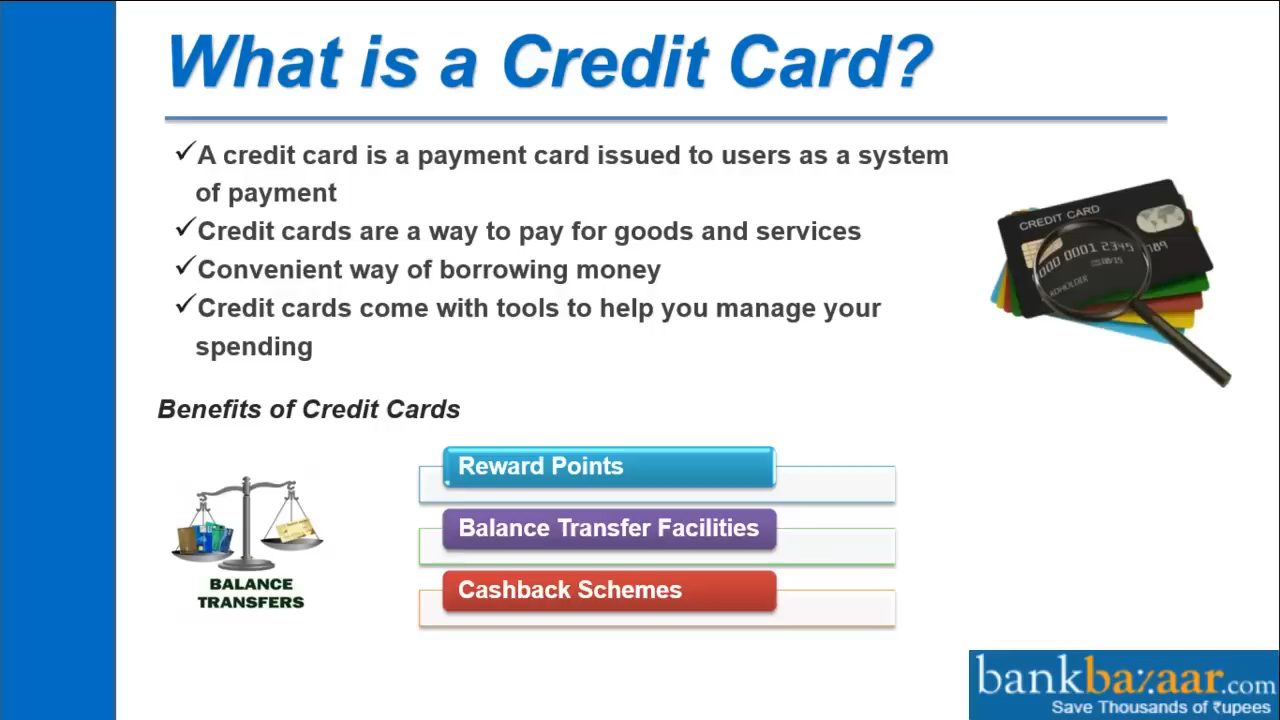 What is a Credit Card?
✓A credit card is a payment card issued to users as a system
of payment
✓Credit cards are a way to pay for goods and services
✓Convenient way of borrowing money
✓Credit cards come with tools to help you manage your
spending
CREDIT CARD
0000 0001 2345
Benefits of Credit Cards
Reward Points
Balance Transfer Facilities
Cashback Schemes
BALANCE
TRANSFERS
bankbazaar.com
Save Thousands of ₹upees